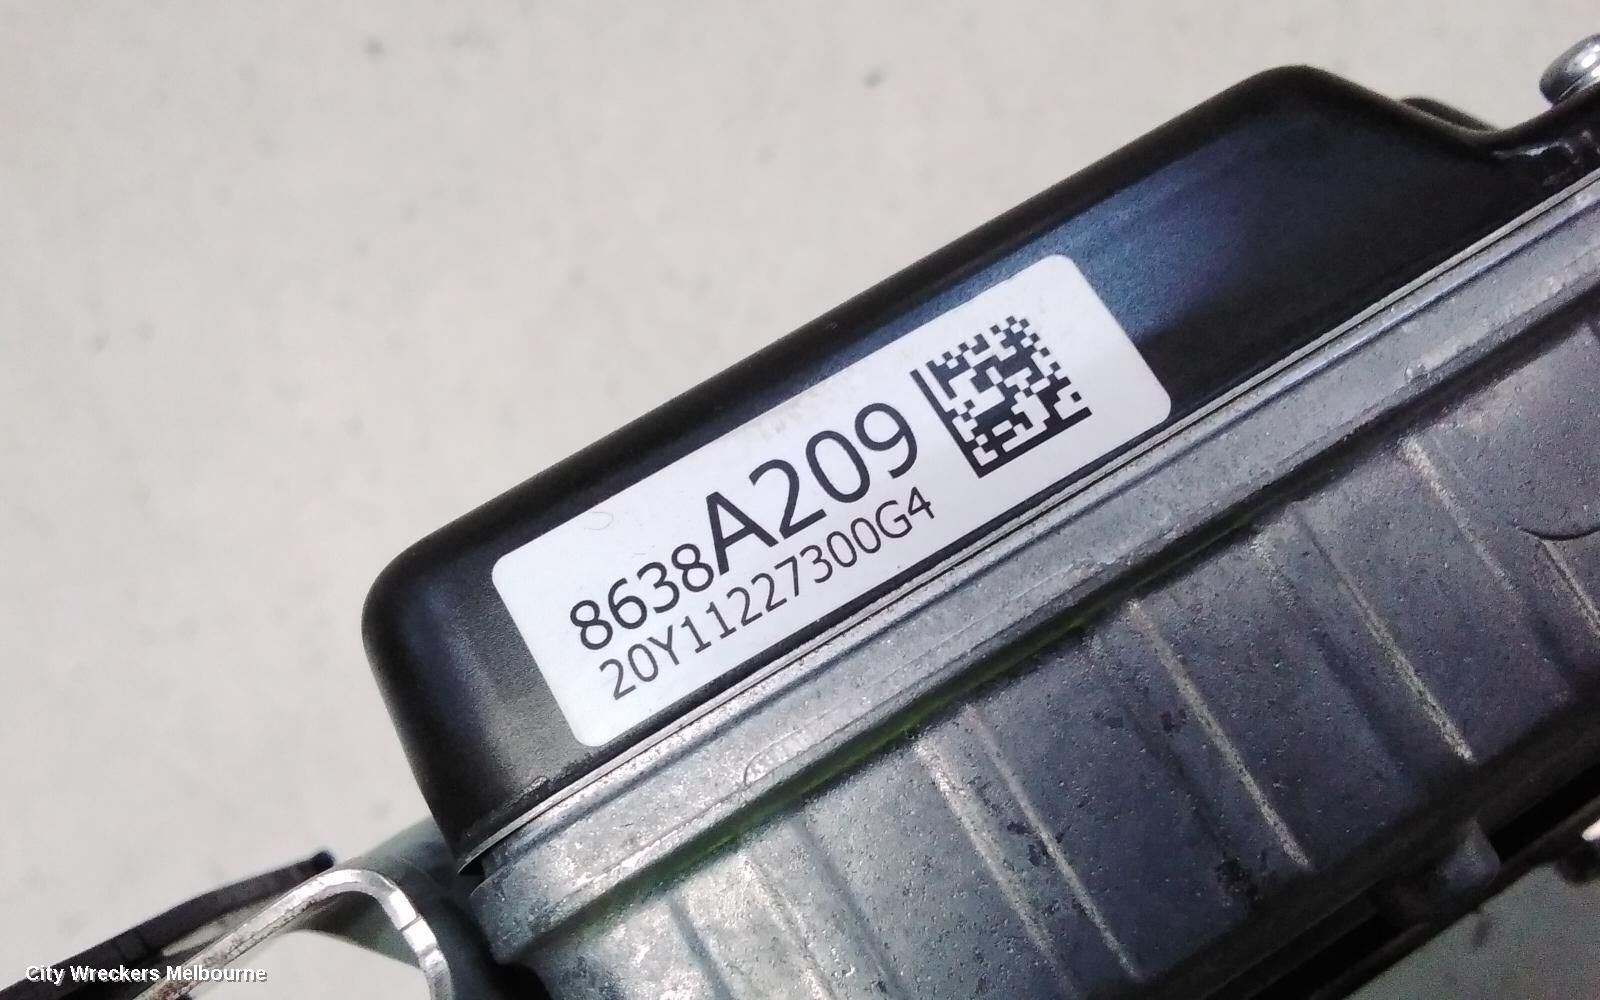 8638A209
20Y11227300G4
City Wreckers Melbourne